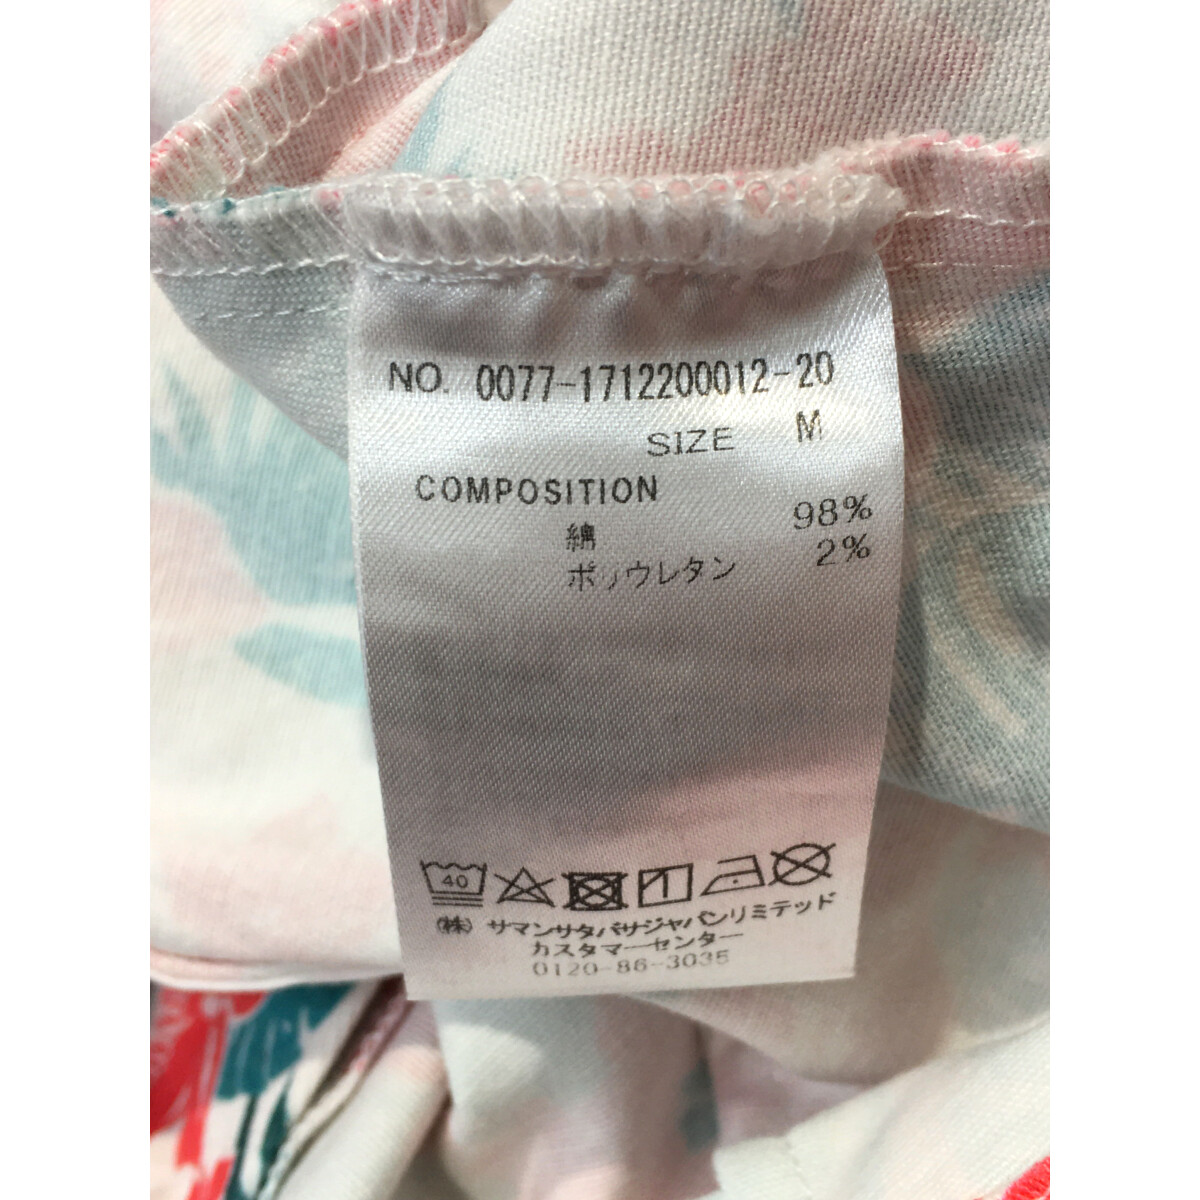 NO. 0077-1712200012-20
SIZE M
COMPOSITION
綿 98%
ポリウレタン 2%
40
(株) サマンサタバサジャパンリミテッド
カスタマーセンター
0120-86-3035